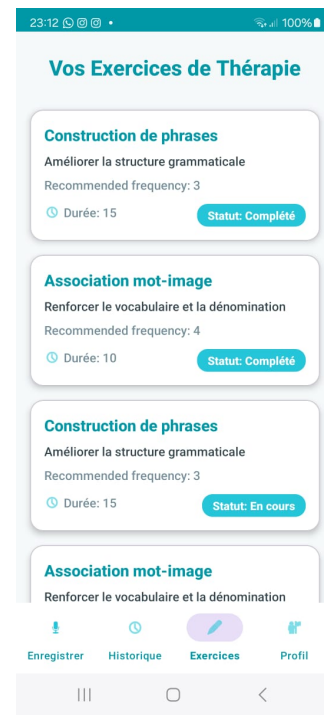 23:12 100%
Vos Exercices de Thérapie
Construction de phrases
Améliorer la structure grammaticale
Recommended frequency: 3
Durée: 15 Statut: Complété
Association mot-image
Renforcer le vocabulaire et la dénomination
Recommended frequency: 4
Durée: 10 Statut: Complété
Construction de phrases
Améliorer la structure grammaticale
Recommended frequency: 3
Durée: 15 Statut: En cours
Association mot-image
Renforcer le vocabulaire et la dénomination
Enregistrer Historique Exercices Profil